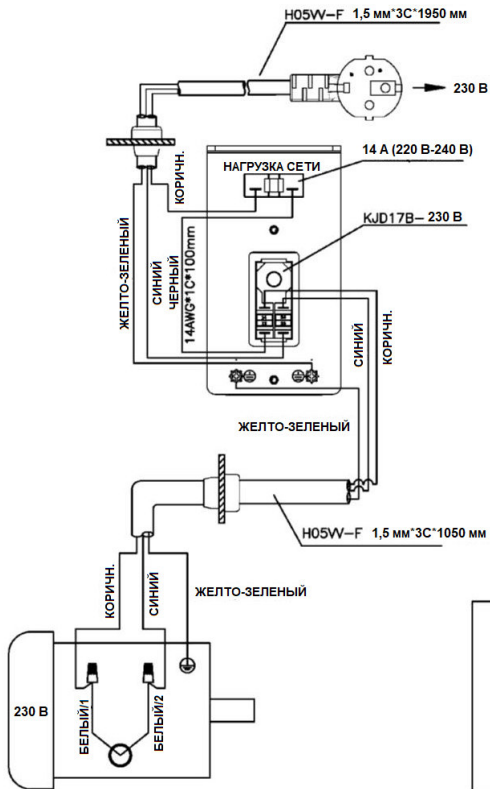 H05VV-F 1,5 мм*3С*1950 мм
230 В
14 А (220 В-240 В)
НАГРУЗКА СЕТИ
КОРИЧН.
KJD17B- 230 В
ЖЕЛТО-ЗЕЛЕНЫЙ
СИНИЙ
ЧЕРНЫЙ
14AWG*1C*100mm
СИНИЙ
КОРИЧН.
ЖЕЛТО-ЗЕЛЕНЫЙ
H05VV-F 1,5 мм*3С*1050 мм
КОРИЧН.
СИНИЙ
ЖЕЛТО-ЗЕЛЕНЫЙ
230 В
БЕЛЫЙ/1
БЕЛЫЙ/2